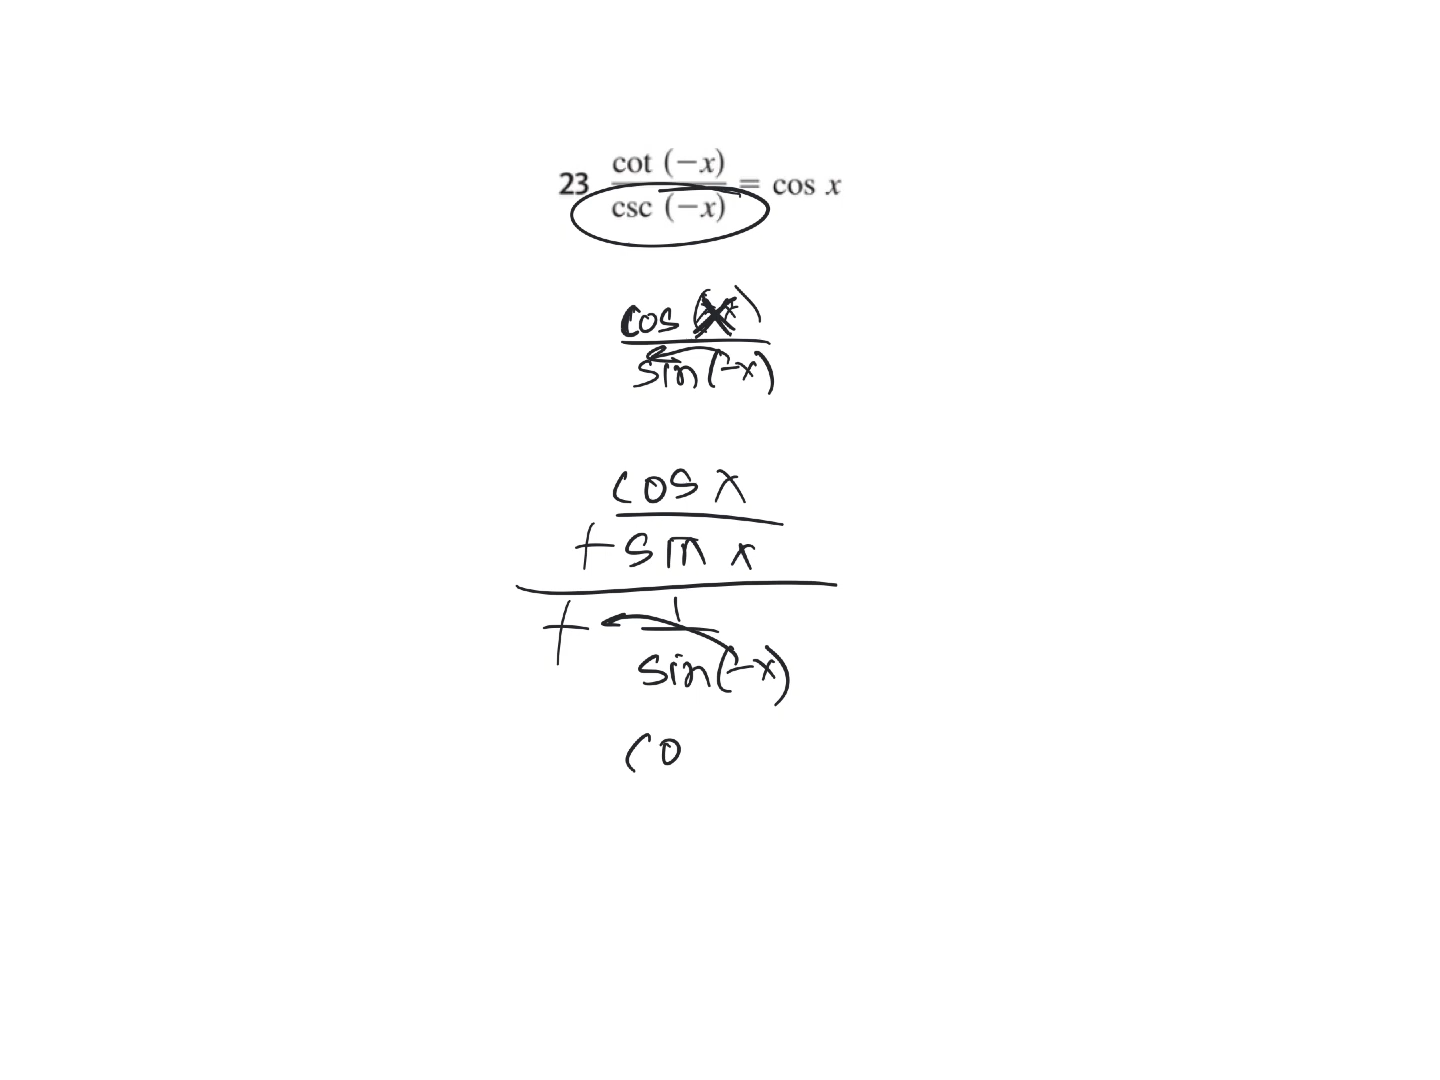 23 cot (−x)
csc (−x) = cos x
cos (x)
sin(-x)
cos x
+ sin x
+ 1
sin(-x)
co